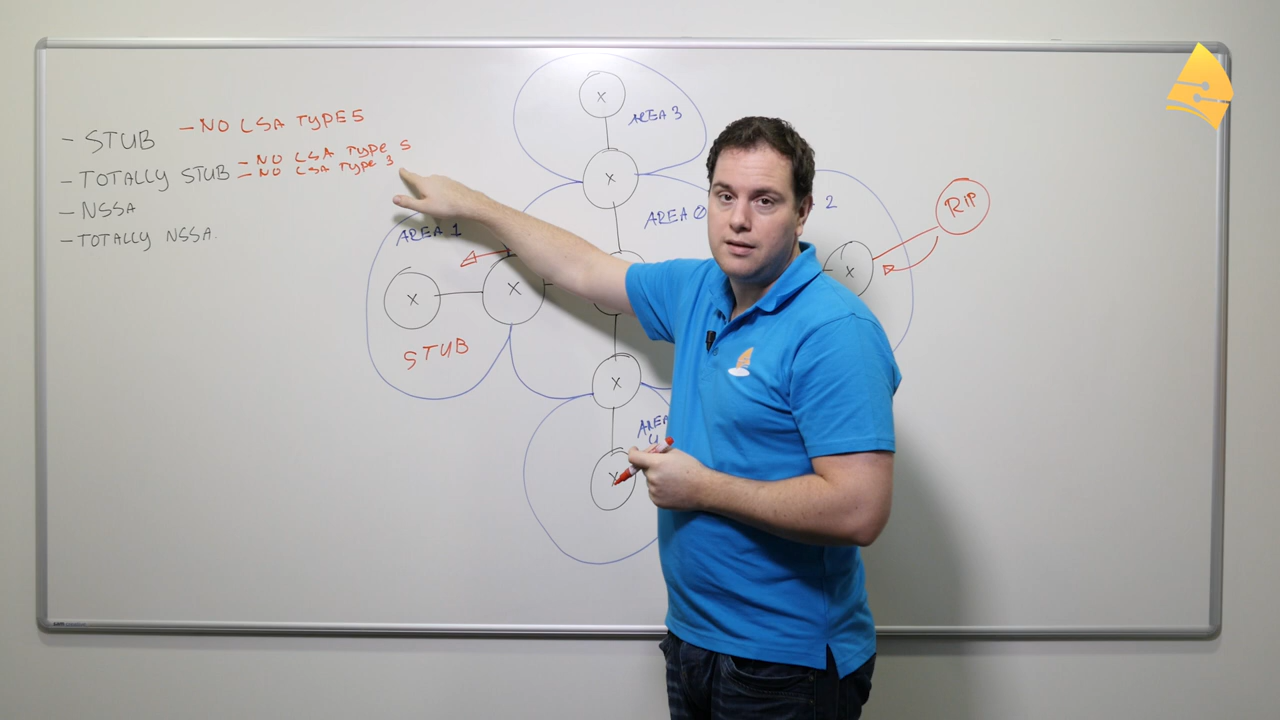 - STUB - NO LSA TYPE 5
- TOTALLY STUB - NO LSA TYPE 5
- NO LSA TYPE 3
- NSSA
- TOTALLY NSSA.
AREA 3
AREA 0
2
RIP
AREA 1
X
X
X
X
X
X
X
STUB
AREA
4